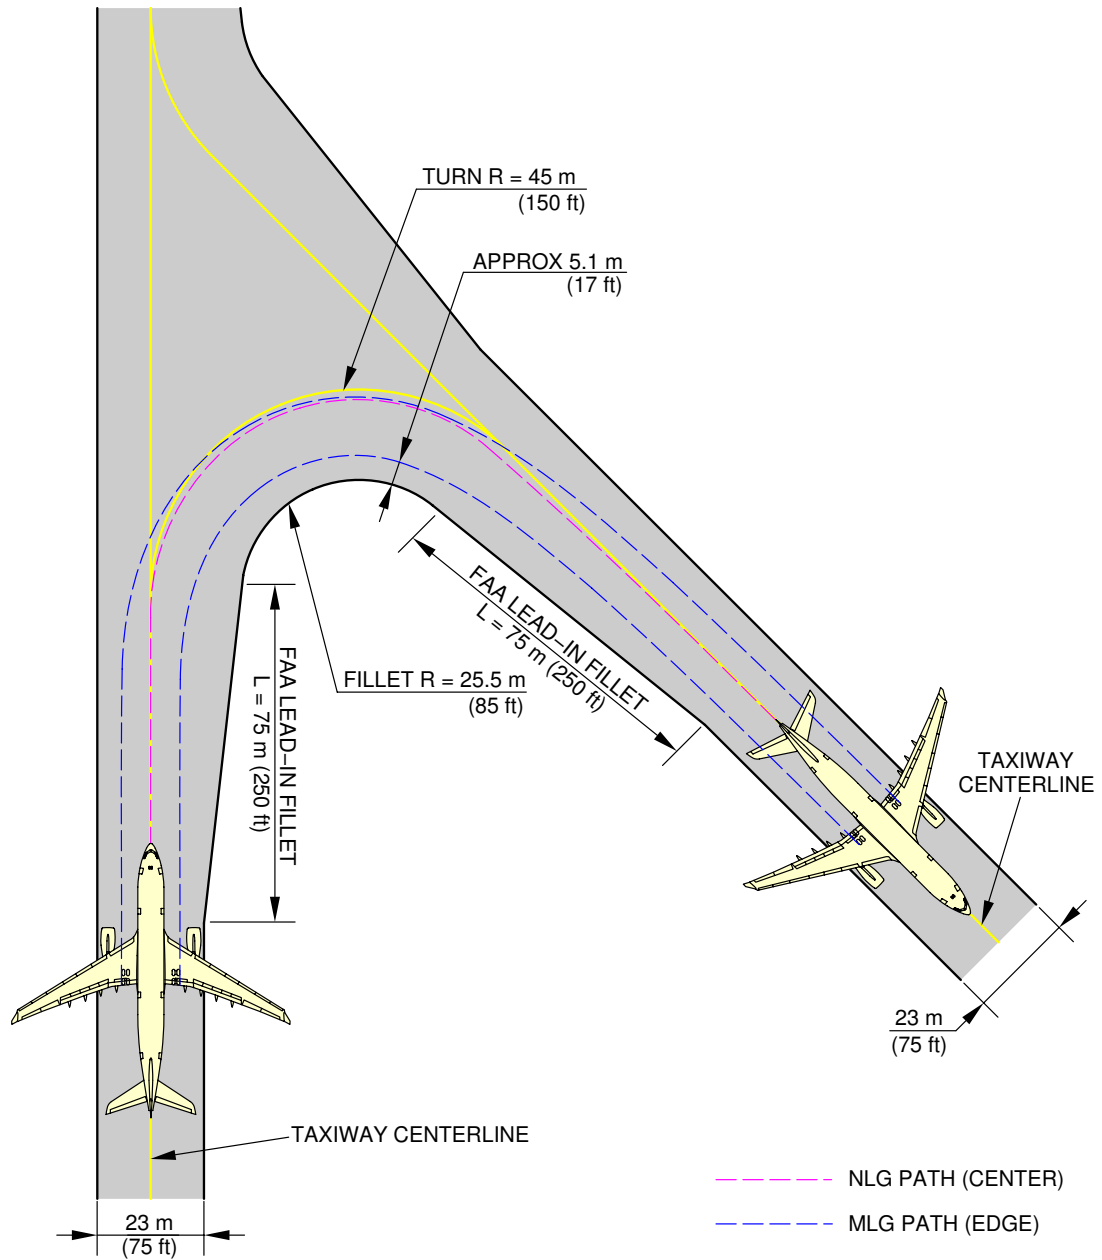 TURN R = 45 m
(150 ft)
APPROX 5.1 m
(17 ft)
FAA LEAD–IN FILLET
L = 75 m (250 ft)
FAA LEAD–IN FILLET
L = 75 m (250 ft)
FILLET R = 25.5 m
(85 ft)
TAXIWAY
CENTERLINE
23 m
(75 ft)
TAXIWAY CENTERLINE
NLG PATH (CENTER)
MLG PATH (EDGE)
23 m
(75 ft)